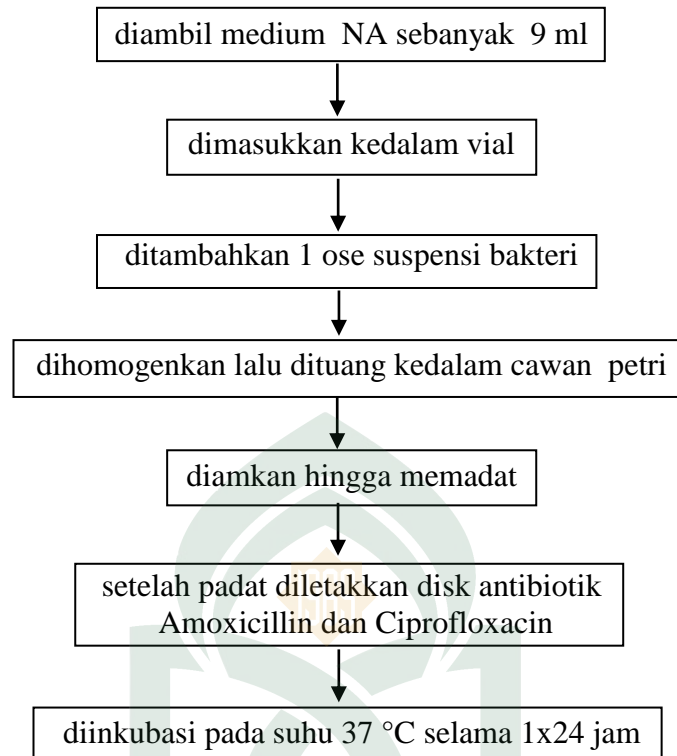 diambil medium NA sebanyak 9 ml
dimasukkan kedalam vial
ditambahkan 1 ose suspensi bakteri
dihomogenkan lalu dituang kedalam cawan petri
diamkan hingga memadat
setelah padat diletakkan disk antibiotik
Amoxicillin dan Ciprofloxacin
diinkubasi pada suhu 37 °C selama 1x24 jam